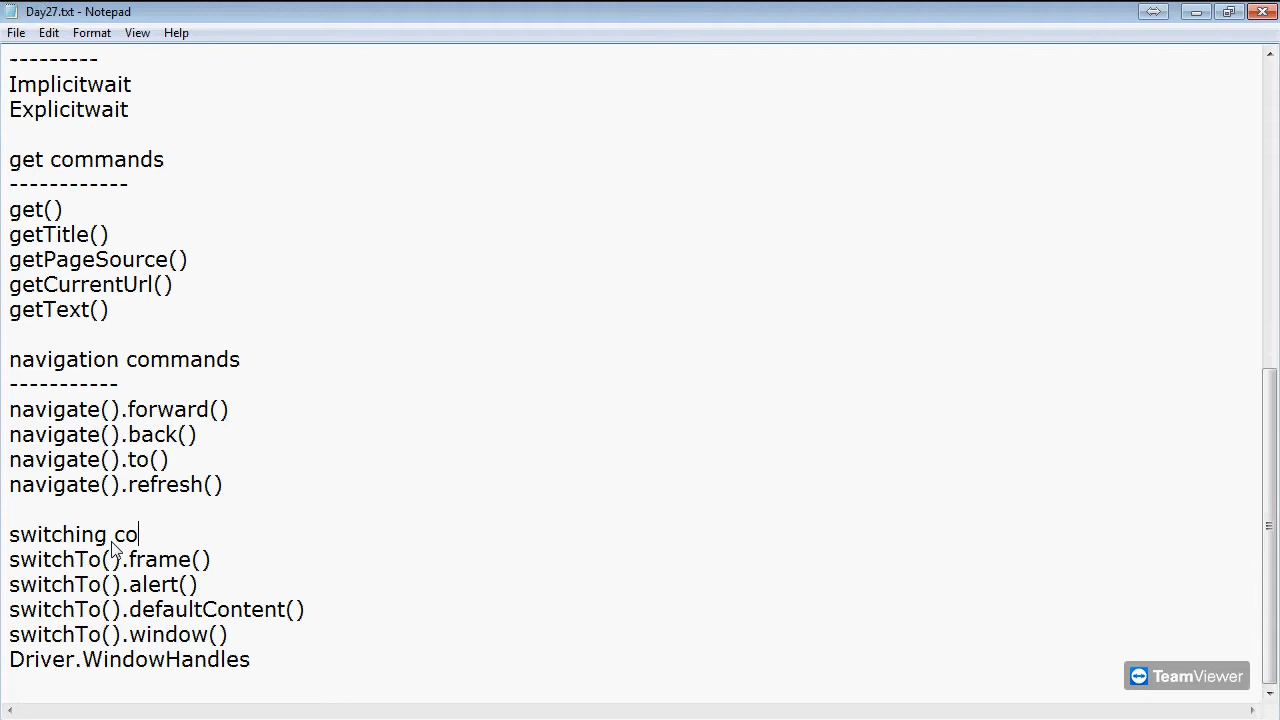 Day27.txt - Notepad
File Edit Format View Help
---------
Implicitwait
Explicitwait
get commands
------------
get()
getTitle()
getPageSource()
getCurrentUrl()
getText()
navigation commands
-----------
navigate().forward()
navigate().back()
navigate().to()
navigate().refresh()
switching co
switchTo().frame()
switchTo().alert()
switchTo().defaultContent()
switchTo().window()
Driver.WindowHandles
TeamViewer